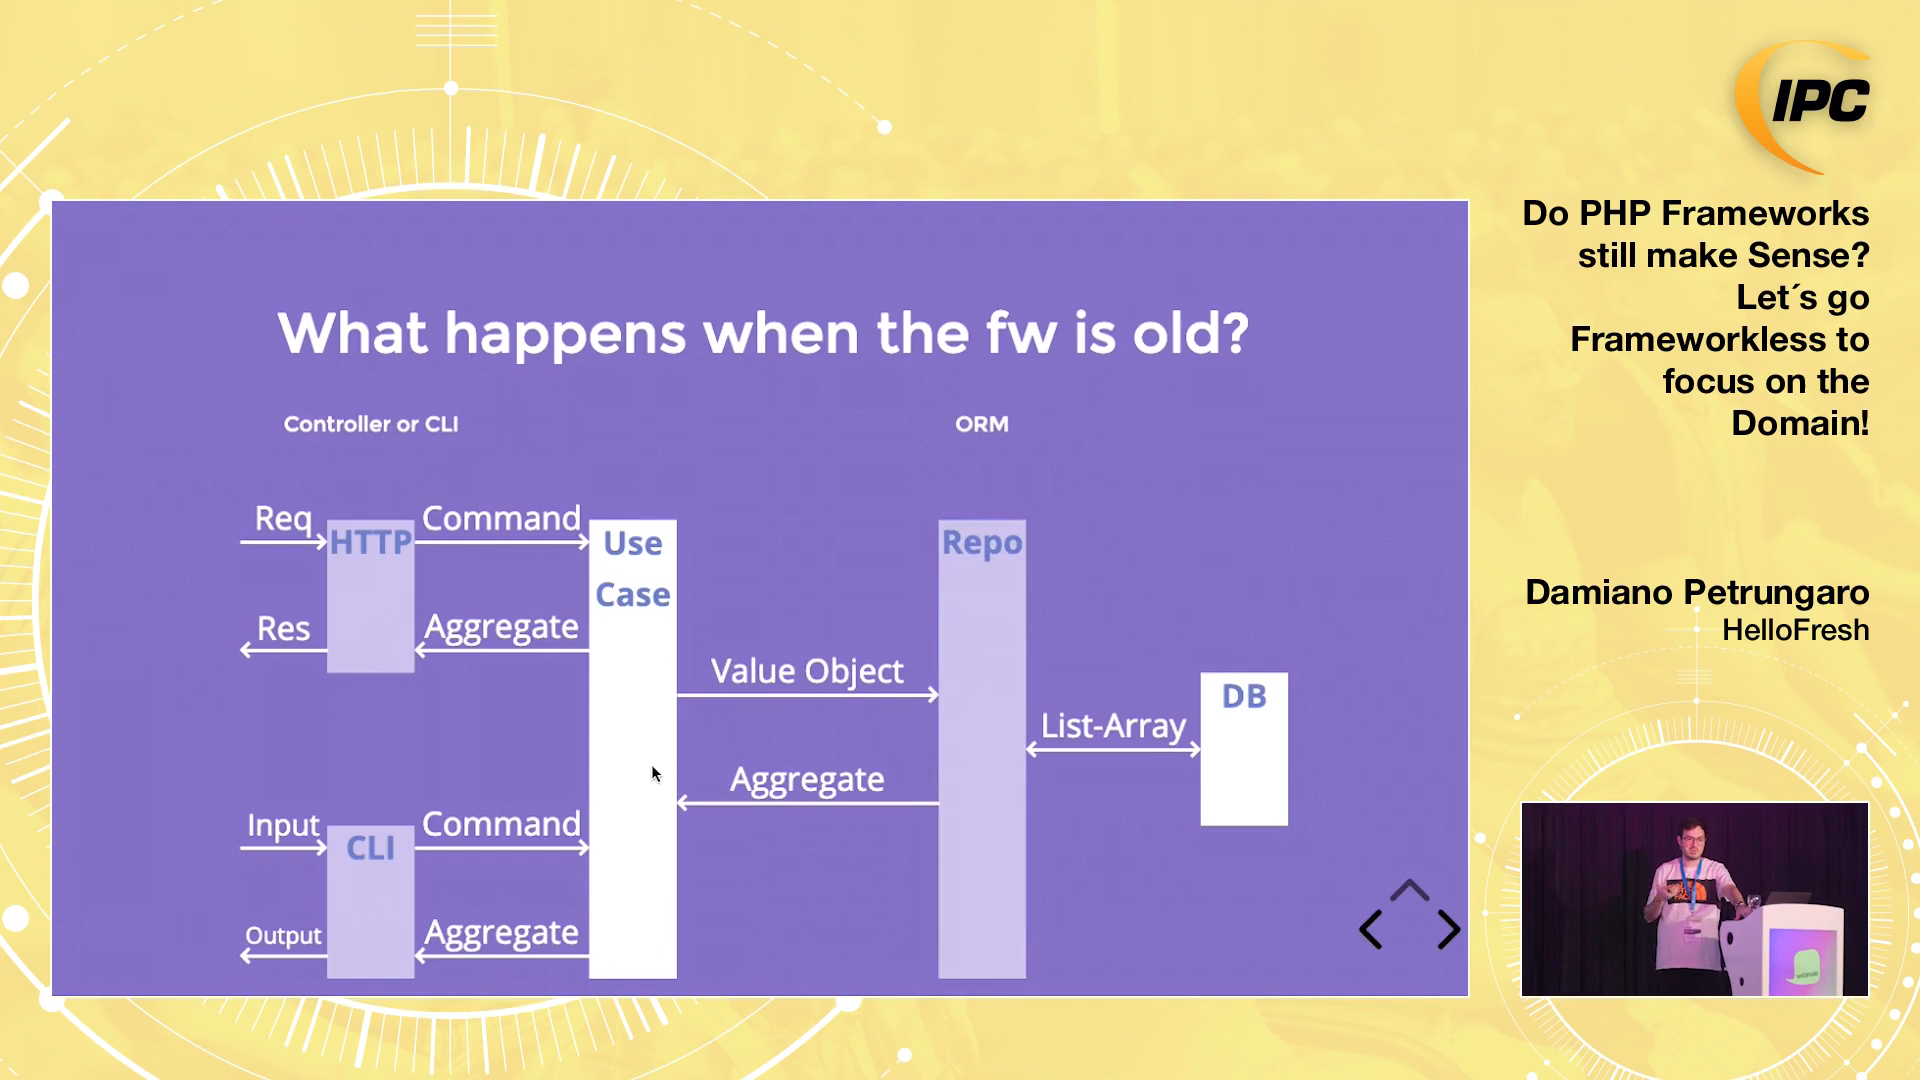 IPC
Do PHP Frameworks
still make Sense?
Let´s go
Frameworkless to
focus on the
Domain!
Damiano Petrungaro
HelloFresh
What happens when the fw is old?
Controller or CLI
ORM
Req
HTTP
Command
Use
Case
Repo
Res
Aggregate
Value Object
DB
List-Array
Aggregate
Input
CLI
Command
Output
Aggregate